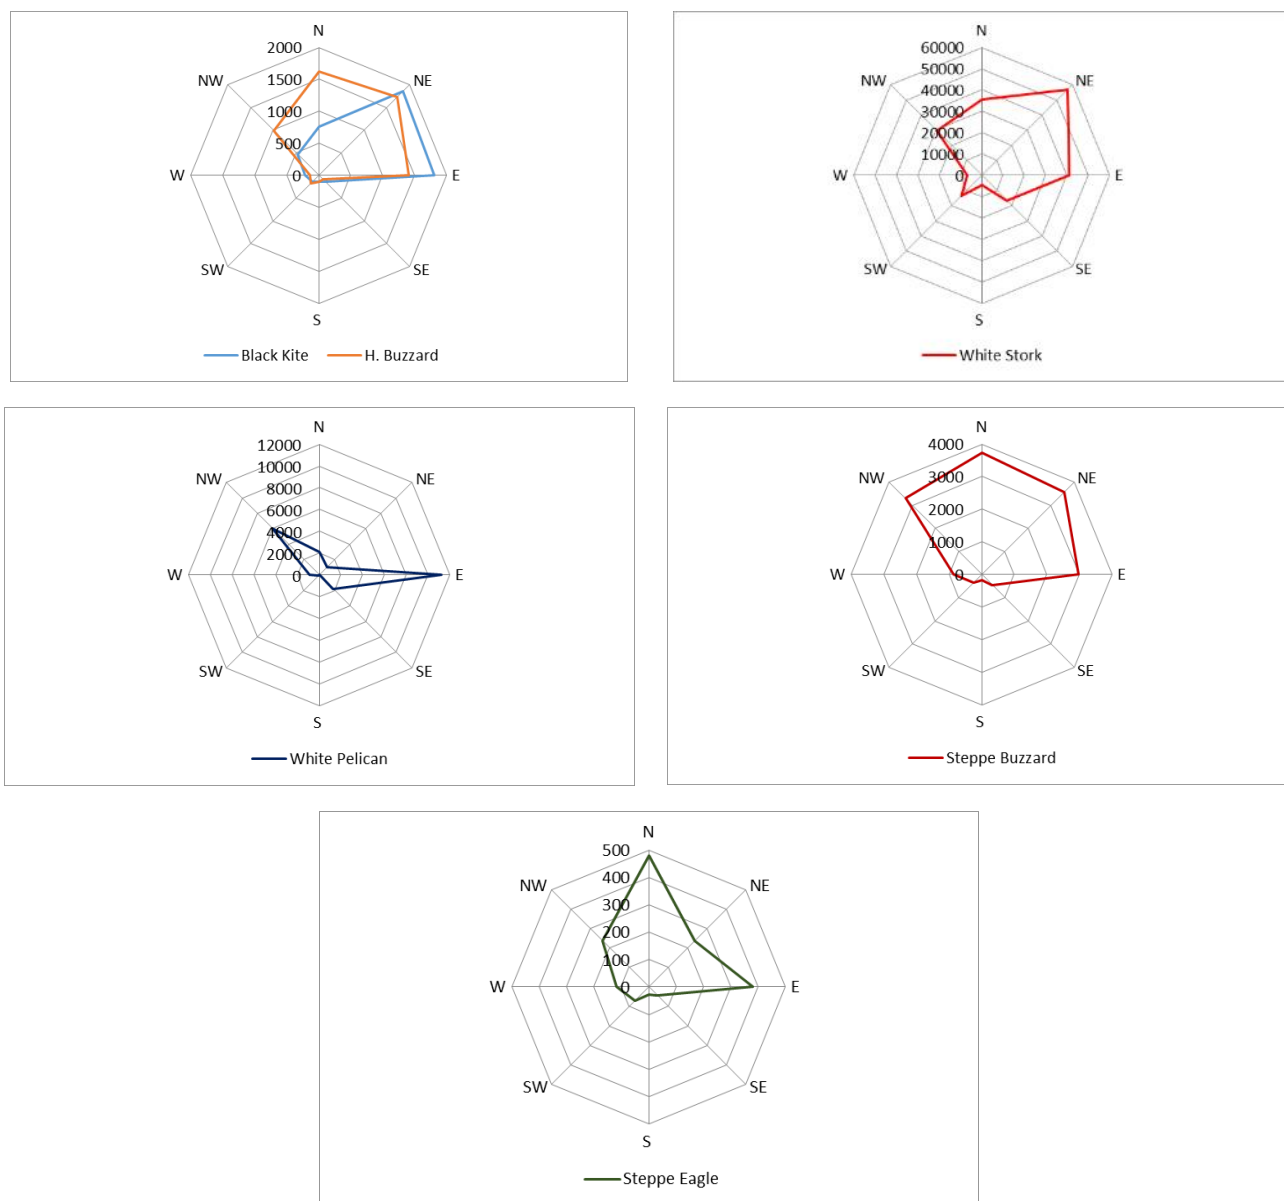 N
2000
NW
NE
1500
1000
500
W
0
E
SW
SE
S
Black Kite
H. Buzzard
N
60000
NW
NE
50000
40000
30000
20000
10000
W
0
E
SW
SE
S
White Stork
N
12000
NW
NE
10000
8000
6000
4000
2000
W
0
E
SW
SE
S
White Pelican
N
4000
NW
NE
3000
2000
1000
W
0
E
SW
SE
S
Steppe Buzzard
N
500
NW
NE
400
300
200
100
W
0
E
SW
SE
S
Steppe Eagle